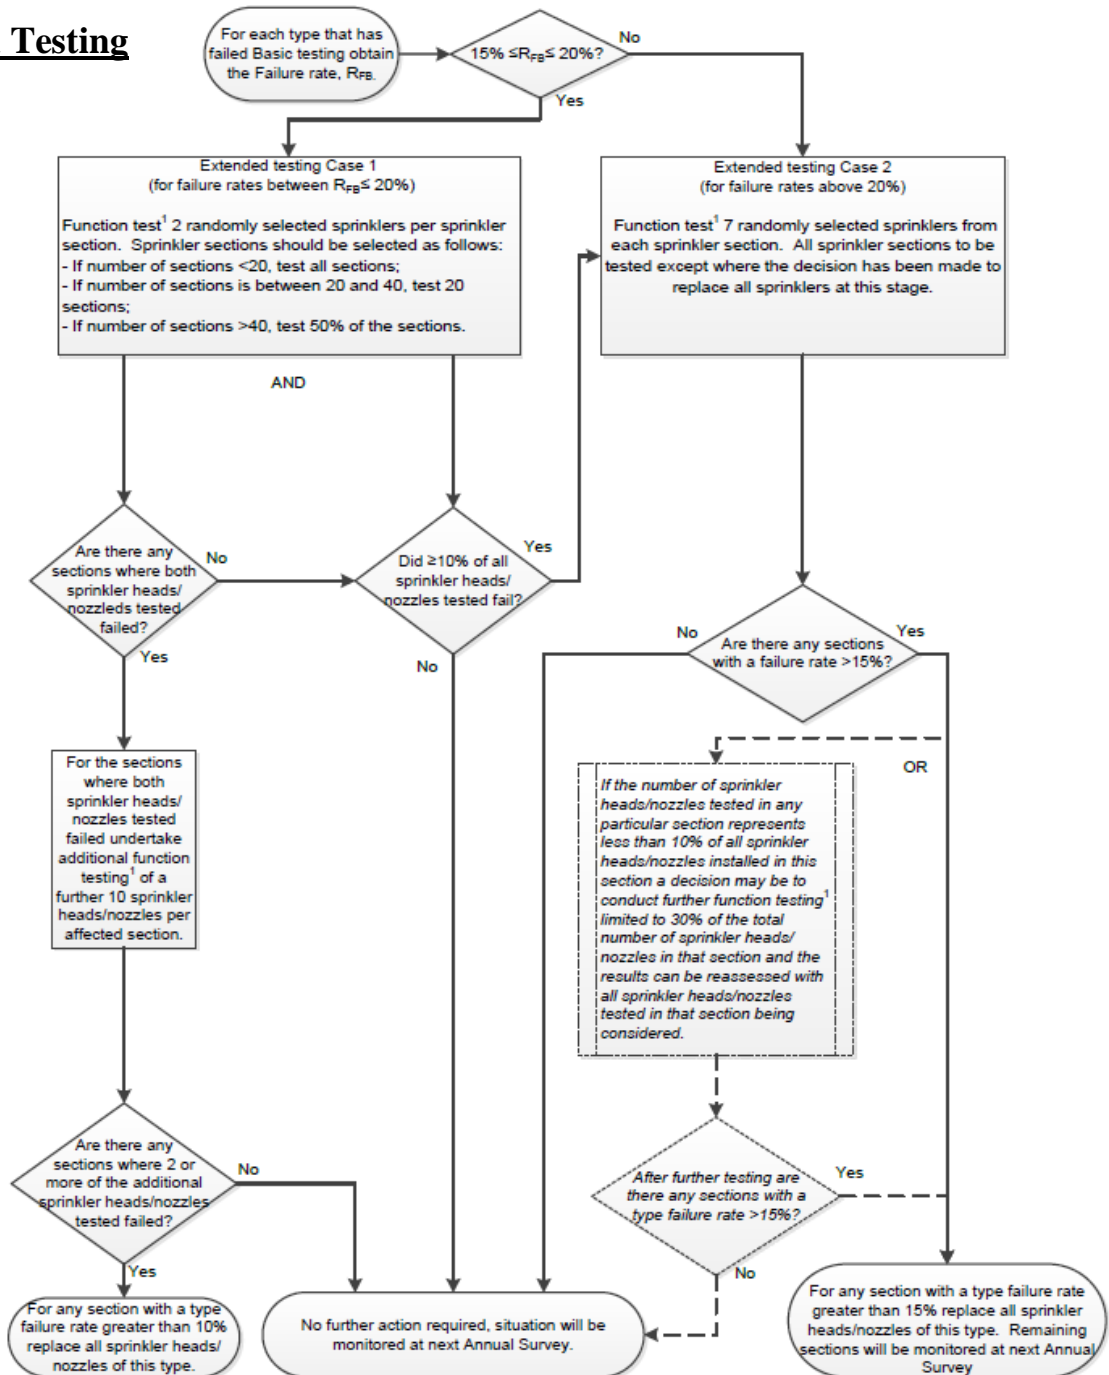 Testing
For each type that has
failed Basic testing obtain
the Failure rate, RFB.
15% ≤RFB≤ 20%?
No
Yes
Extended testing Case 1
(for failure rates between RFB≤ 20%)
Function test1 2 randomly selected sprinklers per sprinkler
section. Sprinkler sections should be selected as follows:
- If number of sections <20, test all sections;
- If number of sections is between 20 and 40, test 20
sections;
- If number of sections >40, test 50% of the sections.
Extended testing Case 2
(for failure rates above 20%)
Function test1 7 randomly selected sprinklers from
each sprinkler section. All sprinkler sections to be
tested except where the decision has been made to
replace all sprinklers at this stage.
AND
Are there any
sections where both
sprinkler heads/
nozzleds tested
failed?
No
Yes
Did ≥10% of all
sprinkler heads/
nozzles tested fail?
Yes
No
Are there any sections
with a failure rate >15%?
No
Yes
For the sections
where both
sprinkler heads/
nozzles tested
failed undertake
additional function
testing1 of a
further 10 sprinkler
heads/nozzles per
affected section.
OR
If the number of sprinkler
heads/nozzles tested in any
particular section represents
less than 10% of all sprinkler
heads/nozzles installed in this
section a decision may be to
conduct further function testing1
limited to 30% of the total
number of sprinkler heads/
nozzles in that section and the
results can be reassessed with
all sprinkler heads/nozzles
tested in that section being
considered.
Are there any
sections where 2 or
more of the additional
sprinkler heads/nozzles
tested failed?
No
Yes
After further testing are
there any sections with a
type failure rate >15%?
Yes
No
For any section with a type
failure rate greater than 10%
replace all sprinkler heads/
nozzles of this type.
No further action required, situation will be
monitored at next Annual Survey.
For any section with a type failure rate
greater than 15% replace all sprinkler
heads/nozzles of this type. Remaining
sections will be monitored at next Annual
Survey